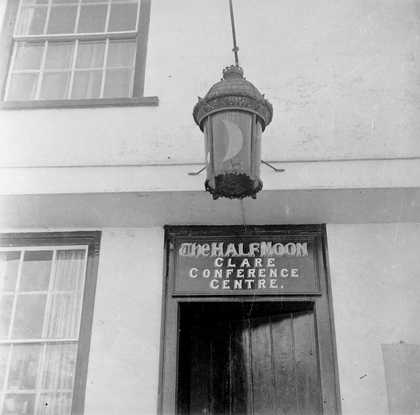 The HALF MOON
CLARE
CONFERENCE
CENTRE.